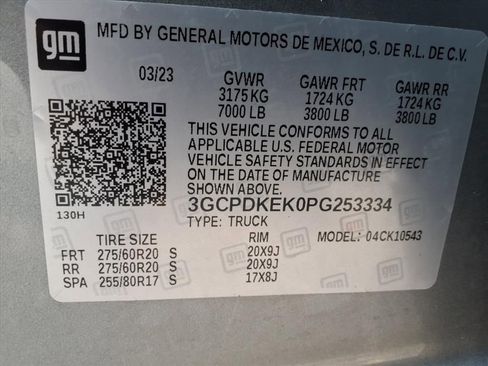 gm
MFD BY GENERAL MOTORS DE MEXICO, S. DE R.L. DE C.V.
03/23 GVWR GAWR FRT GAWR RR
3175 KG 1724 KG 1724 KG
7000 LB 3800 LB 3800 LB
THIS VEHICLE CONFORMS TO ALL
APPLICABLE U.S. FEDERAL MOTOR
VEHICLE SAFETY STANDARDS IN EFFECT
ON THE DATE OF MANUFACTURE
SHOWN ABOVE.
3GCPDKEK0PG253334
130H TYPE: TRUCK
MODEL: 04CK10543
TIRE SIZE RIM
FRT 275/60R20 S 20X9J
RR 275/60R20 S 20X9J
SPA 255/80R17 S 17X8J